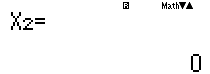 R Math▼▲
X₂=
0